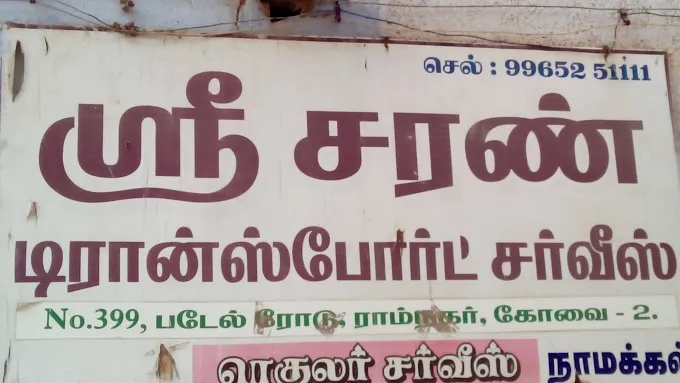 செல் : 99652 51111
ஸ்ரீ சரண்
டிரான்ஸ்போர்ட் சர்வீஸ்
No.399, படேல் ரோடு, ராம்நகர், கோவை - 2.
ரெகுலர் சர்வீஸ் நாமக்கல்